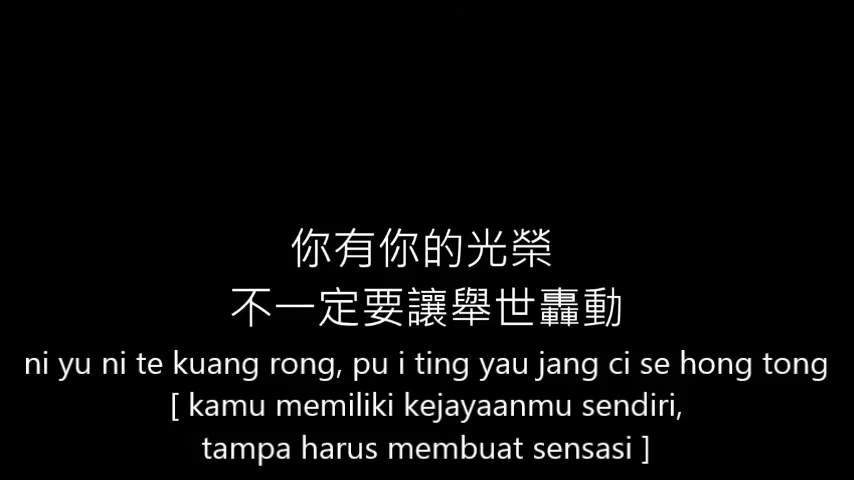 你有你的光榮
不一定要讓舉世轟動
ni yu ni te kuang rong, pu i ting yau jang ci se hong tong
[ kamu memiliki kejayaanmu sendiri,
tampa harus membuat sensasi ]